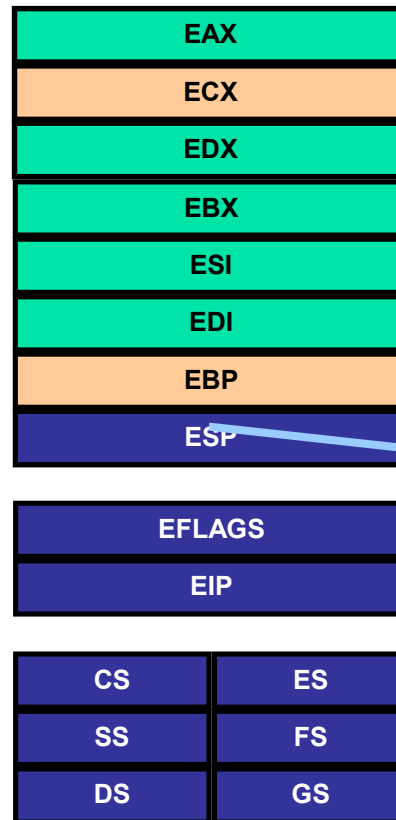 EAX
ECX
EDX
EBX
ESI
EDI
EBP
ESP
EFLAGS
EIP
CS ES
SS FS
DS GS